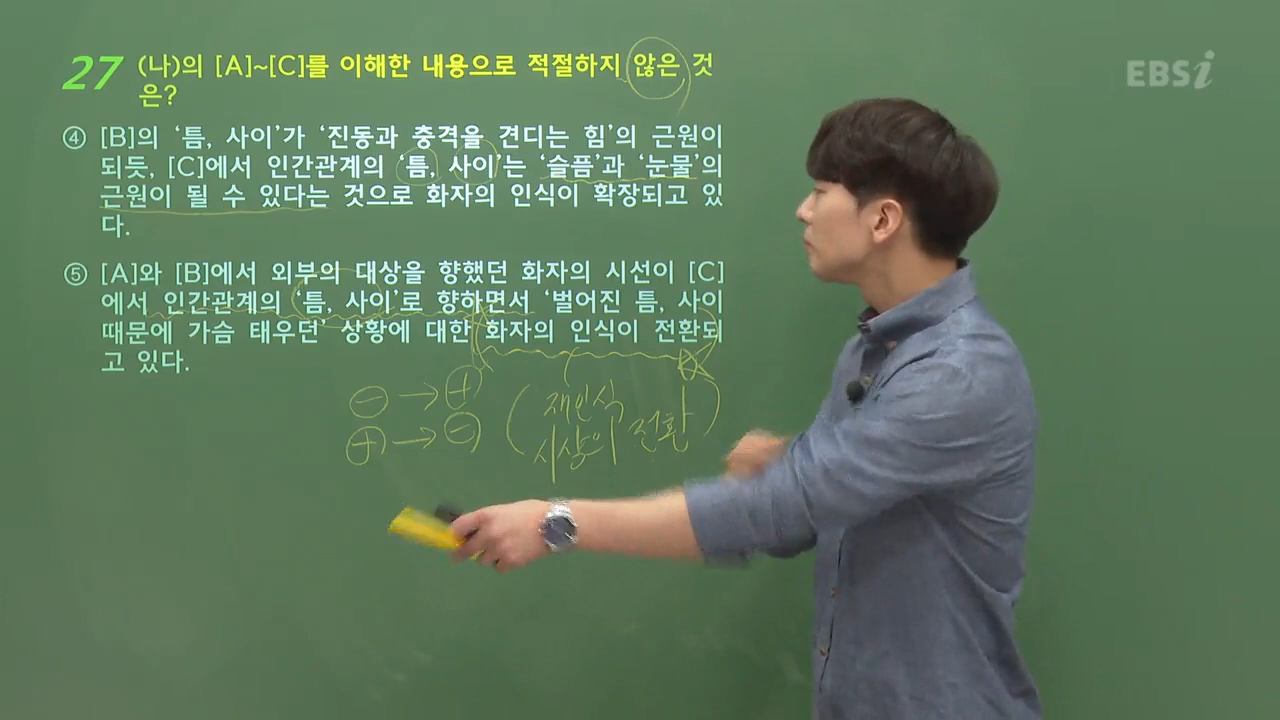 27 (나)의 [A]~[C]를 이해한 내용으로 적절하지 않은 것
은?
EBSi
④ [B]의 ‘틈, 사이’가 ‘진동과 충격을 견디는 힘’의 근원이
되듯, [C]에서 인간관계의 ‘틈, 사이’는 ‘슬픔’과 ‘눈물’의
근원이 될 수 있다는 것으로 화자의 인식이 확장되고 있
다.
⑤ [A]와 [B]에서 외부의 대상을 향했던 화자의 시선이 [C]
에서 인간관계의 ‘틈, 사이’로 향하면서 ‘벌어진 틈, 사이
때문에 가슴 태우던’ 상황에 대한 화자의 인식이 전환되
고 있다.
⊖ → ⊕
⊕ → ⊖
(재인식
시상의 전환)